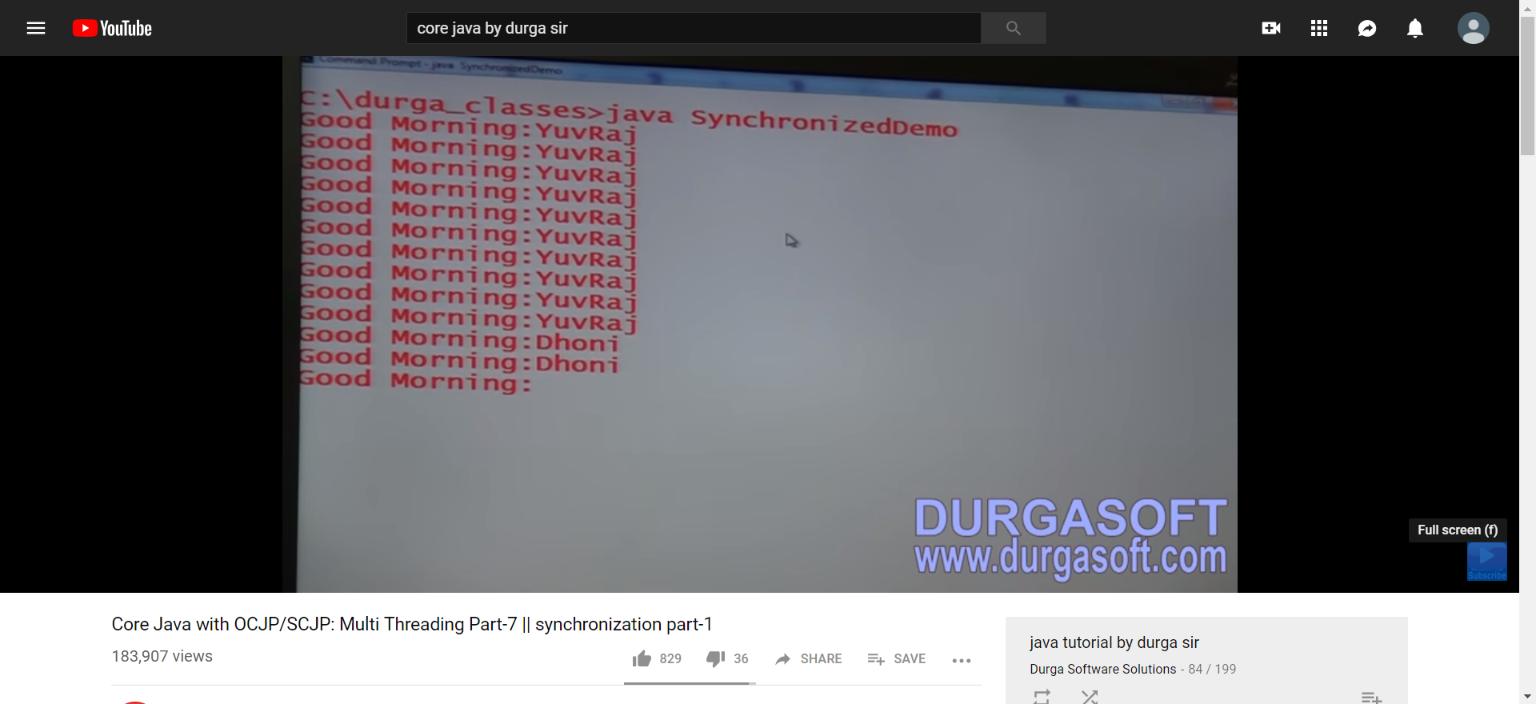 YouTube
core java by durga sir
Command Prompt - java SynchronizedDemo
C:\durga_classes>java SynchronizedDemo
Good Morning:YuvRaj
Good Morning:YuvRaj
Good Morning:YuvRaj
Good Morning:YuvRaj
Good Morning:YuvRaj
Good Morning:YuvRaj
Good Morning:YuvRaj
Good Morning:YuvRaj
Good Morning:YuvRaj
Good Morning:YuvRaj
Good Morning:Dhoni
Good Morning:Dhoni
Good Morning:
DURGASOFT
www.durgasoft.com
Full screen (f)
Subscribe
Core Java with OCJP/SCJP: Multi Threading Part-7 || synchronization part-1
183,907 views
829 36 SHARE SAVE
java tutorial by durga sir
Durga Software Solutions - 84 / 199